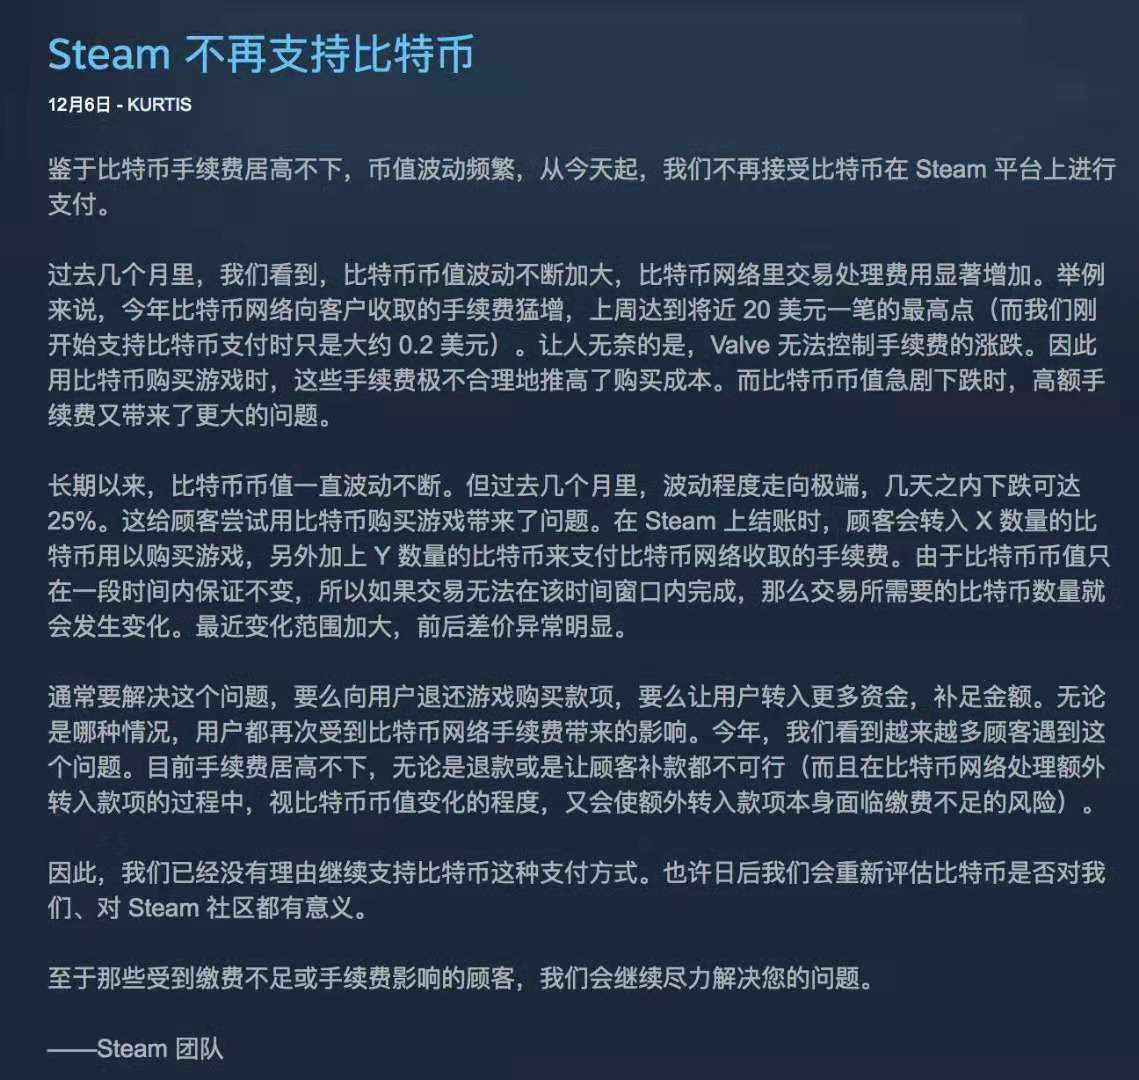 Steam 不再支持比特币
12月6日 - KURTIS
鉴于比特币手续费居高不下，币值波动频繁，从今天起，我们不再接受比特币在 Steam 平台上进行
支付。
过去几个月里，我们看到，比特币币值波动不断加大，比特币网络里交易处理费用显著增加。举例
来说，今年比特币网络向客户收取的手续费猛增，上周达到将近 20 美元一笔的最高点（而我们刚
开始支持比特币支付时只是大约 0.2 美元）。让人无奈的是，Valve 无法控制手续费的涨跌。因此
用比特币购买游戏时，这些手续费极不合理地推高了购买成本。而比特币币值急剧下跌时，高额手
续费又带来了更大的问题。
长期以来，比特币币值一直波动不断。但过去几个月里，波动程度走向极端，几天之内下跌可达
25%。这给顾客尝试用比特币购买游戏带来了问题。在 Steam 上结账时，顾客会转入 X 数量的比
特币用以购买游戏，另外加上 Y 数量的比特币来支付比特币网络收取的手续费。由于比特币币值只
在一段时间内保证不变，所以如果交易无法在该时间窗口内完成，那么交易所需要的比特币数量就
会发生变化。最近变化范围加大，前后差价异常明显。
通常要解决这个问题，要么向用户退还游戏购买款项，要么让用户转入更多资金，补足金额。无论
是哪种情况，用户都再次受到比特币网络手续费带来的影响。今年，我们看到越来越多顾客遇到这
个问题。目前手续费居高不下，无论是退款或是让顾客补款都不可行（而且在比特币网络处理额外
转入款项的过程中，视比特币币值变化的程度，又会使额外转入款项本身面临缴费不足的风险）。
因此，我们已经没有理由继续支持比特币这种支付方式。也许日后我们会重新评估比特币是否对我
们、对 Steam 社区都有意义。
至于那些受到缴费不足或手续费影响的顾客，我们会继续尽力解决您的问题。
——Steam 团队